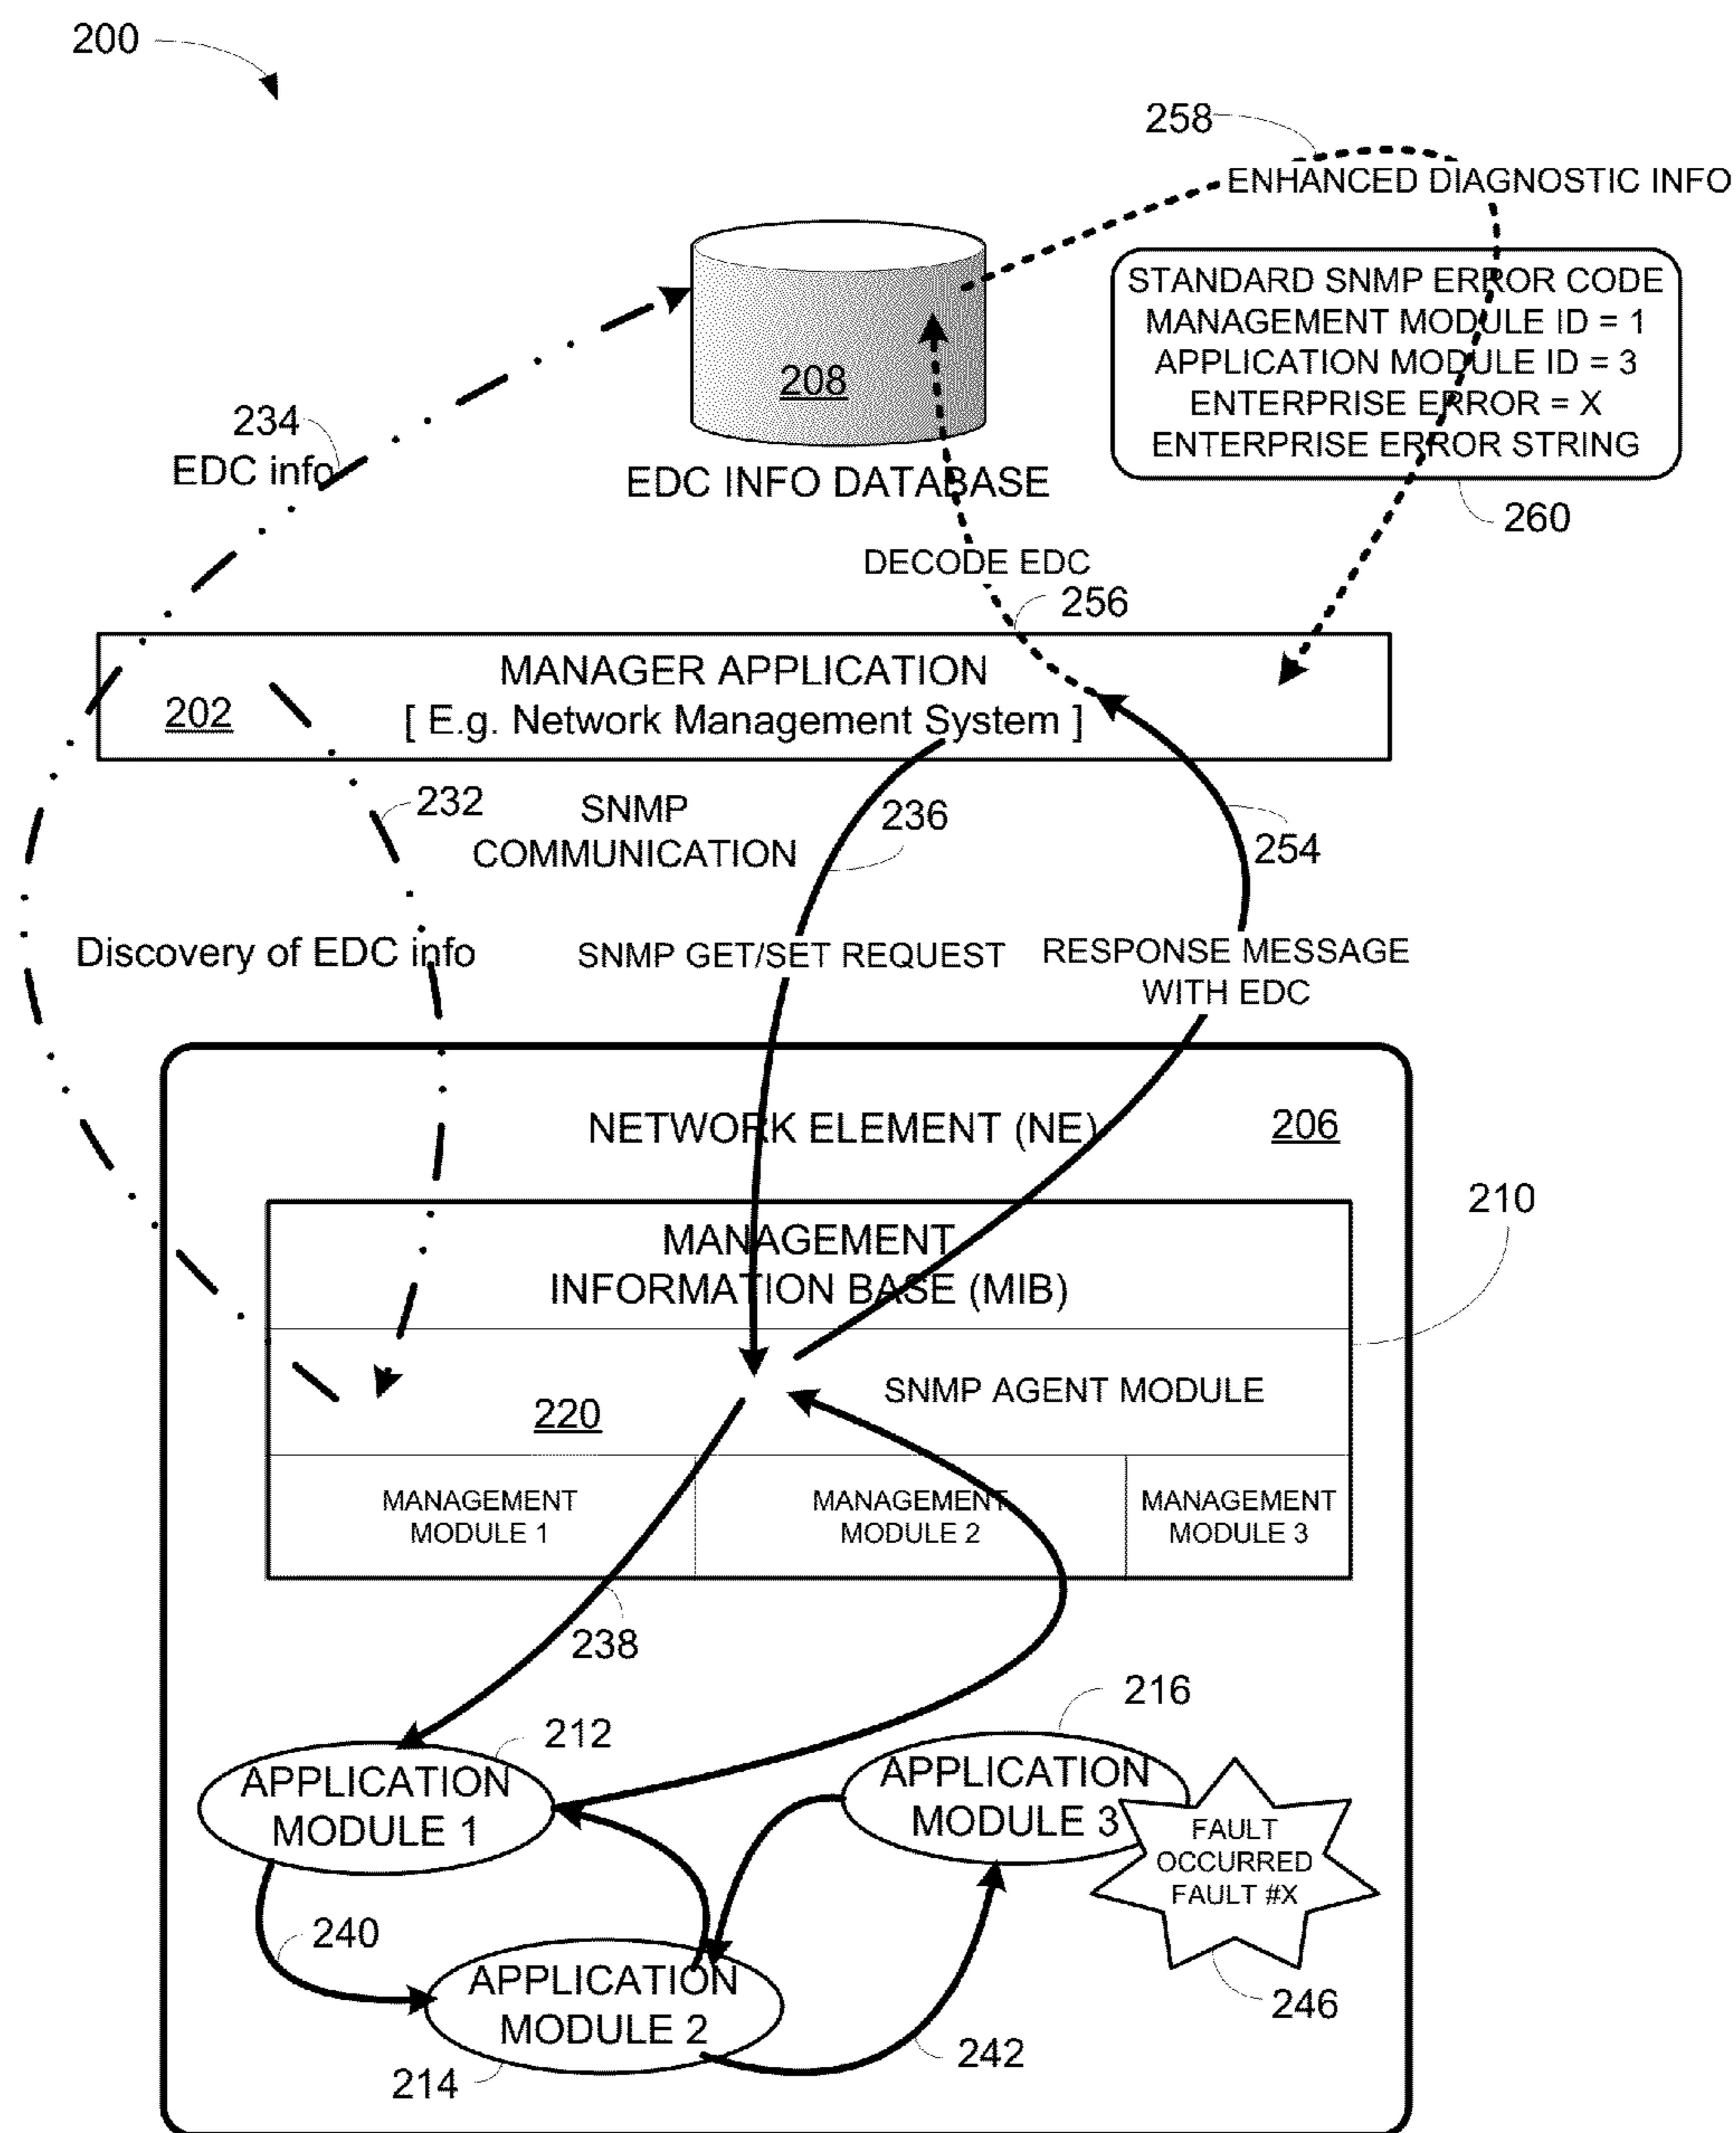 200
258
ENHANCED DIAGNOSTIC INFO
STANDARD SNMP ERROR CODE
MANAGEMENT MODULE ID = 1
APPLICATION MODULE ID = 3
ENTERPRISE ERROR = X
ENTERPRISE ERROR STRING
260
208
EDC INFO DATABASE
234
EDC info
DECODE EDC
256
MANAGER APPLICATION
[ E.g. Network Management System ]
202
232
SNMP
COMMUNICATION
236
254
Discovery of EDC info
SNMP GET/SET REQUEST
RESPONSE MESSAGE
WITH EDC
NETWORK ELEMENT (NE)
206
210
MANAGEMENT
INFORMATION BASE (MIB)
SNMP AGENT MODULE
220
MANAGEMENT
MODULE 1
MANAGEMENT
MODULE 2
MANAGEMENT
MODULE 3
238
212
216
APPLICATION
MODULE 1
APPLICATION
MODULE 3
FAULT
OCCURRED
FAULT #X
240
246
APPLICATION
MODULE 2
242
214